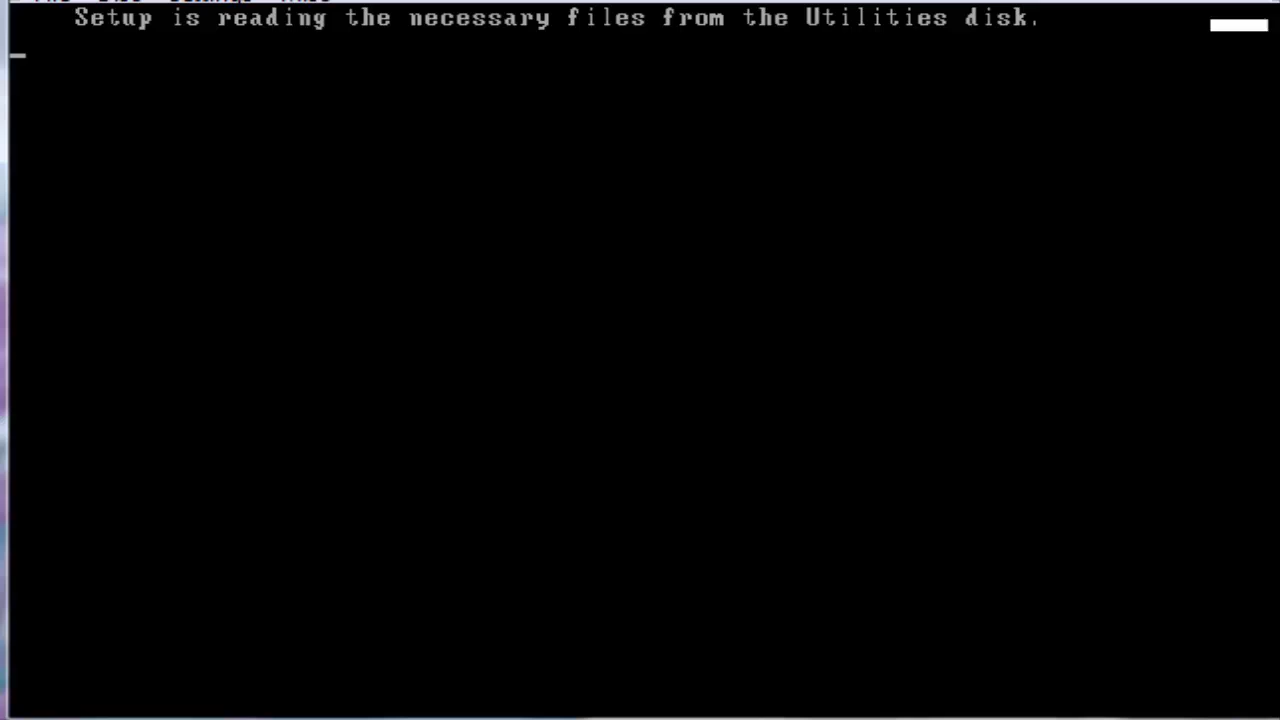 Setup is reading the necessary files from the Utilities disk.